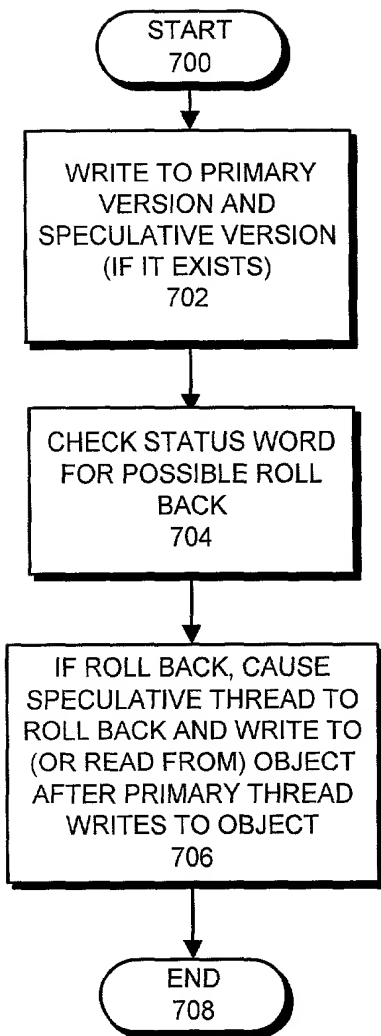 START
700
WRITE TO PRIMARY
VERSION AND
SPECULATIVE VERSION
(IF IT EXISTS)
702
CHECK STATUS WORD
FOR POSSIBLE ROLL
BACK
704
IF ROLL BACK, CAUSE
SPECULATIVE THREAD TO
ROLL BACK AND WRITE TO
(OR READ FROM) OBJECT
AFTER PRIMARY THREAD
WRITES TO OBJECT
706
END
708